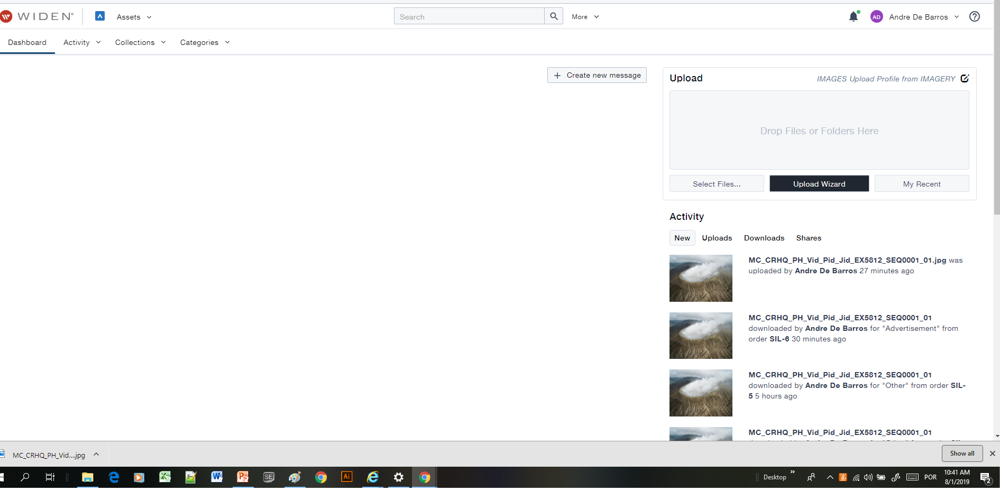 WIDEN®
Assets
Search
More
AD
Andre De Barros
Dashboard
Activity
Collections
Categories
Create new message
Upload
IMAGES Upload Profile from IMAGERY
Drop Files or Folders Here
Select Files...
Upload Wizard
My Recent
Activity
New
Uploads
Downloads
Shares
MC_CRHQ_PH_Vid_Pid_Jid_EX5812_SEQ0001_01.jpg was
uploaded by Andre De Barros 27 minutes ago
MC_CRHQ_PH_Vid_Pid_Jid_EX5812_SEQ0001_01
downloaded by Andre De Barros for "Advertisement" from
order SIL-6 30 minutes ago
MC_CRHQ_PH_Vid_Pid_Jid_EX5812_SEQ0001_01
downloaded by Andre De Barros for "Other" from order SIL-
5 5 hours ago
MC_CRHQ_PH_Vid_Pid_Jid_EX5812_SEQ0001_01
MC_CRHQ_PH_Vid....jpg
Show all
SE
Ai
Desktop
POR
10:41 AM
8/1/2019
2